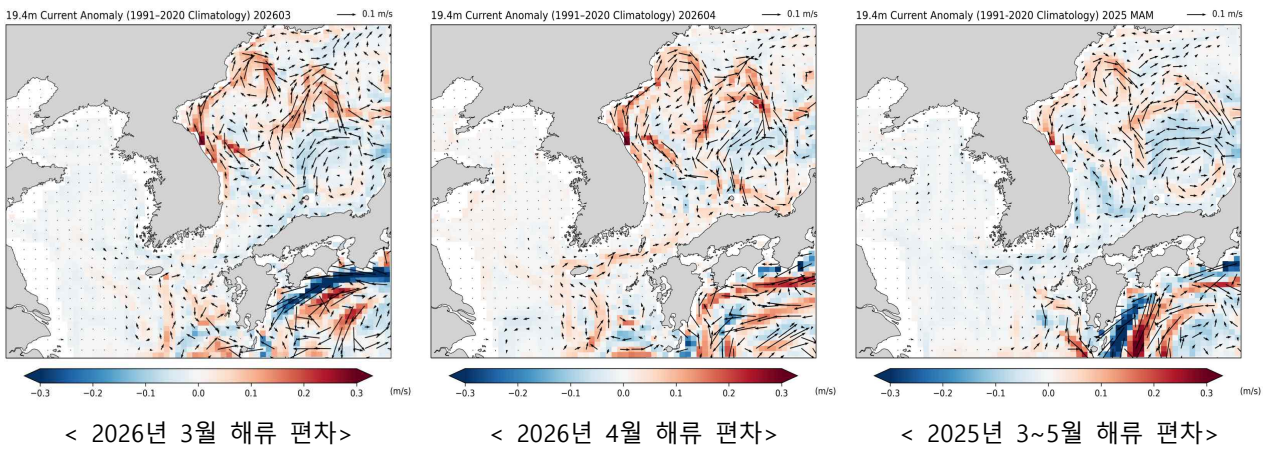 19.4m Current Anomaly (1991–2020 Climatology) 202603
0.1 m/s
−0.3 −0.2 −0.1 0.0 0.1 0.2 0.3 (m/s)
< 2026년 3월 해류 편차>
19.4m Current Anomaly (1991–2020 Climatology) 202604
0.1 m/s
−0.3 −0.2 −0.1 0.0 0.1 0.2 0.3 (m/s)
< 2026년 4월 해류 편차>
19.4m Current Anomaly (1991-2020 Climatology) 2025 MAM
0.1 m/s
−0.3 −0.2 −0.1 0.0 0.1 0.2 0.3 (m/s)
< 2025년 3~5월 해류 편차>